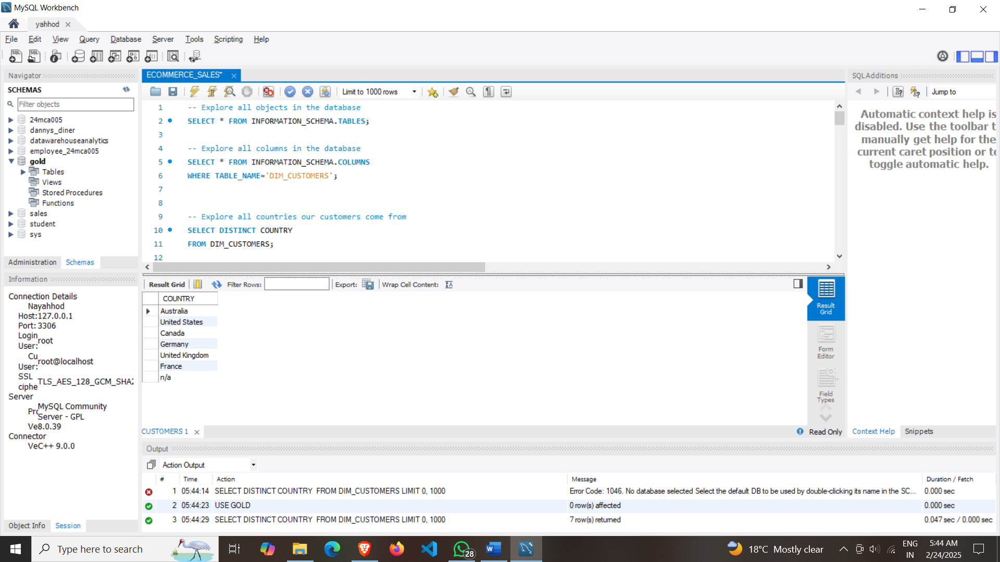 MySQL Workbench
yahhod
File Edit View Query Database Server Tools Scripting Help
Navigator
SCHEMAS
Filter objects
24mca005
dannys_diner
datawarehouseanalytics
employee_24mca005
gold
Tables
Views
Stored Procedures
Functions
sales
student
sys
Administration Schemas
Information
Connection Details
Nayahhod
Host:127.0.0.1
Port: 3306
Login
User: root
Cu
User: root@localhost
SSL
ciphe TLS_AES_128_GCM_SHA2
Server
Prc MySQL Community
Server - GPL
Ve8.0.39
Connector
VeC++ 9.0.0
Object Info Session
ECOMMERCE_SALES*
Limit to 1000 rows
1 -- Explore all objects in the database
2 SELECT * FROM INFORMATION_SCHEMA.TABLES;
3
4 -- Explore all columns in the database
5 SELECT * FROM INFORMATION_SCHEMA.COLUMNS
6 WHERE TABLE_NAME='DIM_CUSTOMERS';
7
8
9 -- Explore all countries our customers come from
10 SELECT DISTINCT COUNTRY
11 FROM DIM_CUSTOMERS;
12
Result Grid Filter Rows: Export: Wrap Cell Content:
COUNTRY
Australia
United States
Canada
Germany
United Kingdom
France
n/a
Result
Grid
Form
Editor
Field
Types
CUSTOMERS 1
Read Only
SQLAdditions
Jump to
Automatic context help is
disabled. Use the toolbar t
manually get help for the
current caret position or to
toggle automatic help.
Context Help Snippets
Output
Action Output
# Time Action Message Duration / Fetch
1 05:44:14 SELECT DISTINCT COUNTRY FROM DIM_CUSTOMERS LIMIT 0, 1000 Error Code: 1046. No database selected Select the default DB to be used by double-clicking its name in the SC... 0.000 sec
2 05:44:23 USE GOLD 0 row(s) affected 0.000 sec
3 05:44:29 SELECT DISTINCT COUNTRY FROM DIM_CUSTOMERS LIMIT 0, 1000 7 row(s) returned 0.047 sec / 0.000 sec
Type here to search
28
18°C Mostly clear
ENG
IN
5:44 AM
2/24/2025